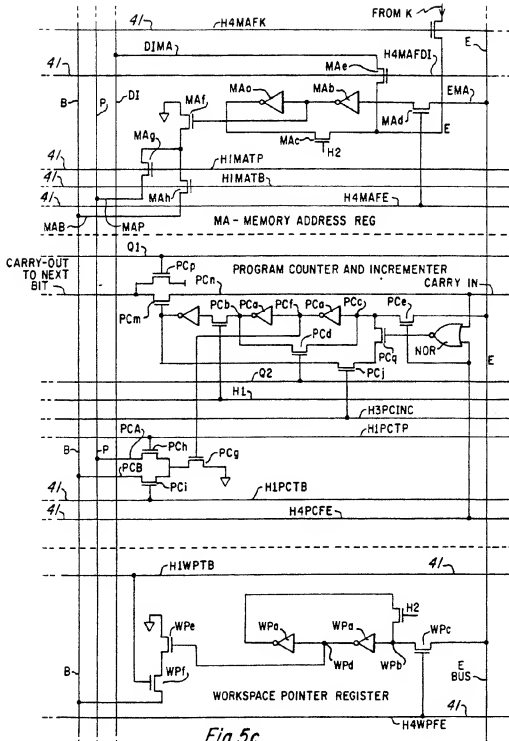 FROM K
41 H4MAFK
DIMA
H4MAFDI
E
41
MAe
B P DI
MAf
MAo MAb
EMA
MAd
E
MAc
H2
MAg
41 H1MATP
41 H1MATB
MAh
41 H4MAFE
MAB MAP
MA-MEMORY ADDRESS REG
Q1
CARRY-OUT TO NEXT BIT
PCp
PCn
PROGRAM COUNTER AND INCREMENTER
CARRY IN
PCm
PCb PCa PCf PCa PCc PCe
PCd
PCq
NOR
E
Q2
PCj
H1
H3PCINC
H1PCTP
B P
PCA
PCh
PCg
PCB
PCi
41 H1PCTB
41 H4PCFE
H1WPTB 41
H2
WPe
WPa WPa WPc
WPd WPb
B
WPf
E BUS
WORKSPACE POINTER REGISTER
41
H4WPFE
Fig. 5c